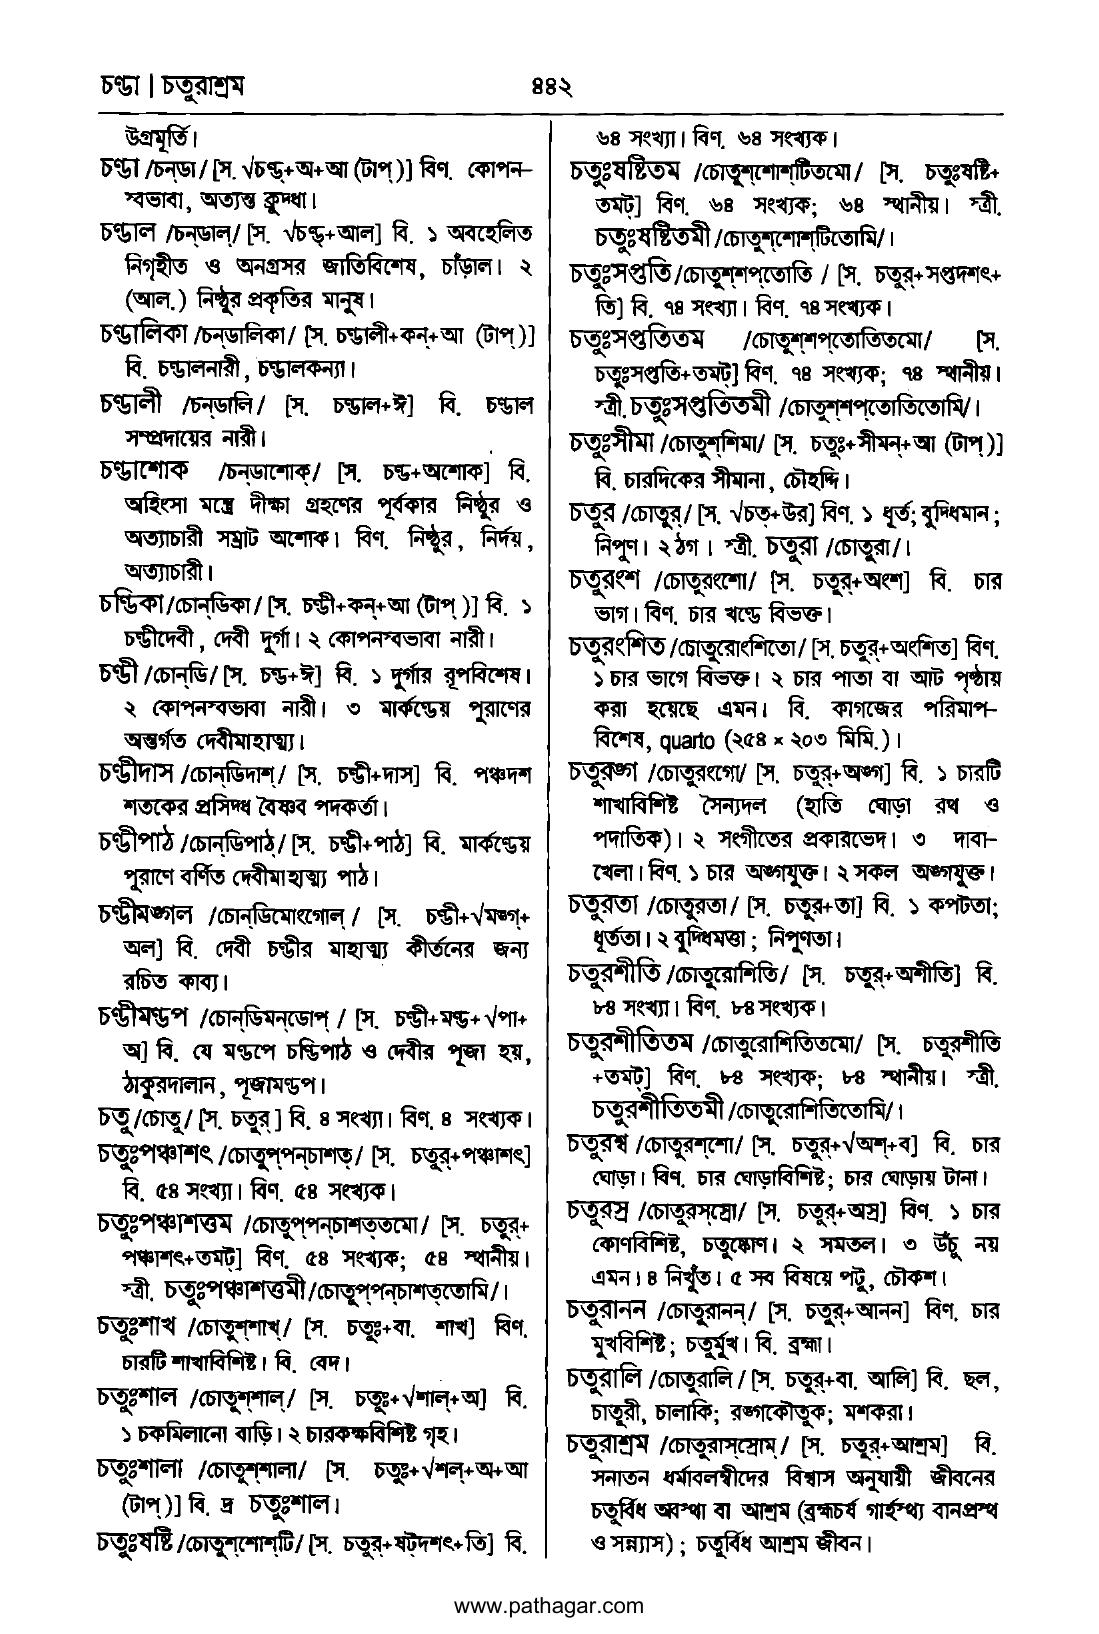 চণ্ডা | চতুরাশ্রম
৪৪২
উগ্রমূর্তি।
চণ্ডা /চন্‌ডা/ [স. √চণ্ড্+অ+আ (টাপ্)] বিণ. কোপন–
স্বভাবা, অত্যন্ত ক্রুদ্ধা।
চণ্ডাল /চন্‌ডাল্/ [স. √চণ্ড্+আল] বি. ১ অবহেলিত
নিগৃহীত ও অনগ্রসর জাতিবিশেষ, চাঁড়াল। ২
(আল.) নিষ্ঠুর প্রকৃতির মানুষ।
চণ্ডালিকা /চন্‌ডালিকা/ [স. চণ্ডালী+কন্+আ (টাপ্)]
বি. চণ্ডালনারী, চণ্ডালকন্যা।
চণ্ডালী /চন্‌ডালি/ [স. চণ্ডাল+ঈ] বি. চণ্ডাল
সম্প্রদায়ের নারী।
চণ্ডাশোক /চন্‌ডাশোক্/ [স. চণ্ড+অশোক] বি.
অহিংসা মন্ত্রে দীক্ষা গ্রহণের পূর্বকার নিষ্ঠুর ও
অত্যাচারী সম্রাট অশোক। বিণ. নিষ্ঠুর, নির্দয়,
অত্যাচারী।
চণ্ডিকা /চোন্‌ডিকা/ [স. চণ্ডী+কন্+আ (টাপ্)] বি. ১
চণ্ডীদেবী, দেবী দুর্গা। ২ কোপনস্বভাবা নারী।
চণ্ডী /চোন্‌ডি/ [স. চণ্ড+ঈ] বি. ১ দুর্গার রূপবিশেষ।
২ কোপনস্বভাবা নারী। ৩ মার্কণ্ডেয় পুরাণের
অন্তর্গত দেবীমাহাত্ম্য।
চণ্ডীদাস /চোন্‌ডিদাশ্/ [স. চণ্ডী+দাস] বি. পঞ্চদশ
শতকের প্রসিদ্ধ বৈষ্ণব পদকর্তা।
চণ্ডীপাঠ /চোন্‌ডিপাঠ্/ [স. চণ্ডী+পাঠ] বি. মার্কণ্ডেয়
পুরাণে বর্ণিত দেবীমাহাত্ম্য পাঠ।
চণ্ডীমঙ্গল /চোন্‌ডিমোংগোল্/ [স. চণ্ডী+√মঙ্গ্+
অল] বি. দেবী চণ্ডীর মাহাত্ম্য কীর্তনের জন্য
রচিত কাব্য।
চণ্ডীমণ্ডপ /চোন্‌ডিমন্‌ডোপ্/ [স. চণ্ডী+মণ্ড+√পা+
অ] বি. যে মণ্ডপে চণ্ডিপাঠ ও দেবীর পূজা হয়,
ঠাকুরদালান, পূজামণ্ডপ।
চতু /চোতু/ [স. চতুর্] বি. ৪ সংখ্যা। বিণ. ৪ সংখ্যক।
চতুঃপঞ্চাশৎ /চোতুপ্‌পন্‌চাশত্/ [স. চতুর্+পঞ্চাশৎ]
বি. ৫৪ সংখ্যা। বিণ. ৫৪ সংখ্যক।
চতুঃপঞ্চাশত্তম /চোতুপ্‌পন্‌চাশত্‌তমো/ [স. চতুর্+
পঞ্চাশৎ+তমট্] বিণ. ৫৪ সংখ্যক; ৫৪ স্থানীয়।
স্ত্রী. চতুঃপঞ্চাশত্তমী /চোতুপ্‌পন্‌চাশত্‌তোমি/।
চতুঃশাখ /চোতুশ্‌শাখ্/ [স. চতুঃ+বা. শাখ] বিণ.
চারটি শাখাবিশিষ্ট। বি. বেদ।
চতুঃশাল /চোতুশ্‌শাল্/ [স. চতুঃ+√শাল্+অ] বি.
১ চকমিলানো বাড়ি। ২ চারকক্ষবিশিষ্ট গৃহ।
চতুঃশালা /চোতুশ্‌শালা/ [স. চতুঃ+√শল্+অ+আ
(টাপ্)] বি. দ্র চতুঃশাল।
চতুঃষষ্টি /চোতুশ্‌শোশ্‌টি/ [স. চতুর্+ষট্‌দশৎ+তি] বি.
৬৪ সংখ্যা। বিণ. ৬৪ সংখ্যক।
চতুঃষষ্টিতম /চোতুশ্‌শোশ্‌টিতমো/ [স. চতুঃষষ্টি+
তমট্] বিণ. ৬৪ সংখ্যক; ৬৪ স্থানীয়। স্ত্রী.
চতুঃষষ্টিতমী /চোতুশ্‌শোশ্‌টিতোমি/।
চতুঃসপ্ততি /চোতুশ্‌শপ্‌তোতি / [স. চতুর্+সপ্তদশৎ+
তি] বি. ৭৪ সংখ্যা। বিণ. ৭৪ সংখ্যক।
চতুঃসপ্ততিতম /চোতুশ্‌শপ্‌তোতিতমো/ [স.
চতুঃসপ্ততি+তমট্] বিণ. ৭৪ সংখ্যক; ৭৪ স্থানীয়।
স্ত্রী. চতুঃসপ্ততিতমী /চোতুশ্‌শপ্‌তোতিতোমি/।
চতুঃসীমা /চোতুশ্‌শিমা/ [স. চতুঃ+সীমন্+আ (টাপ্)]
বি. চারদিকের সীমানা, চৌহদ্দি।
চতুর /চোতুর্/ [স. √চত্+উর] বিণ. ১ ধূর্ত; বুদ্ধিমান;
নিপুণ। ২ ঠগ। স্ত্রী. চতুরা /চোতুরা/।
চতুরংশ /চোতুরংশো/ [স. চতুর্+অংশ] বি. চার
ভাগ। বিণ. চার খণ্ডে বিভক্ত।
চতুরংশিত /চোতুরোংশিতো/ [স. চতুর্+অংশিত] বিণ.
১ চার ভাগে বিভক্ত। ২ চার পাতা বা আট পৃষ্ঠায়
করা হয়েছে এমন। বি. কাগজের পরিমাপ–
বিশেষ, quarto (২৫৪ × ২০৩ মিমি.)।
চতুরঙ্গ /চোতুরংগো/ [স. চতুর্+অঙ্গ] বি. ১ চারটি
শাখাবিশিষ্ট সৈন্যদল (হাতি ঘোড়া রথ ও
পদাতিক)। ২ সংগীতের প্রকারভেদ। ৩ দাবা–
খেলা। বিণ. ১ চার অঙ্গযুক্ত। ২ সকল অঙ্গযুক্ত।
চতুরতা /চোতুরতা/ [স. চতুর+তা] বি. ১ কপটতা;
ধূর্ততা। ২ বুদ্ধিমত্তা; নিপুণতা।
চতুরশীতি /চোতুরোশিতি/ [স. চতুর্+অশীতি] বি.
৮৪ সংখ্যা। বিণ. ৮৪ সংখ্যক।
চতুরশীতিতম /চোতুরোশিতিতমো/ [স. চতুরশীতি
+তমট্] বিণ. ৮৪ সংখ্যক; ৮৪ স্থানীয়। স্ত্রী.
চতুরশীতিতমী /চোতুরোশিতিতোমি/।
চতুরশ্ব /চোতুরশ্‌শো/ [স. চতুর্+√অশ্+ব] বি. চার
ঘোড়া। বিণ. চার ঘোড়াবিশিষ্ট; চার ঘোড়ায় টানা।
চতুরস্র /চোতুরস্‌স্রো/ [স. চতুর্+অস্র] বিণ. ১ চার
কোণবিশিষ্ট, চতুষ্কোণ। ২ সমতল। ৩ উঁচু নয়
এমন। ৪ নিখুঁত। ৫ সব বিষয়ে পটু, চৌকশ।
চতুরানন /চোতুরানন্/ [স. চতুর্+আনন] বিণ. চার
মুখবিশিষ্ট; চতুর্মুখ। বি. ব্রহ্মা।
চতুরালি /চোতুরালি/ [স. চতুর+বা. আলি] বি. ছল,
চাতুরী, চালাকি; রঙ্গকৌতুক; মশকরা।
চতুরাশ্রম /চোতুরাস্‌স্রোম/ [স. চতুর্+আশ্রম] বি.
সনাতন ধর্মাবলম্বীদের বিশ্বাস অনুযায়ী জীবনের
চতুর্বিধ অবস্থা বা আশ্রম (ব্রহ্মচর্য গার্হস্থ্য বানপ্রস্থ
ও সন্ন্যাস); চতুর্বিধ আশ্রম জীবন।
www.pathagar.com